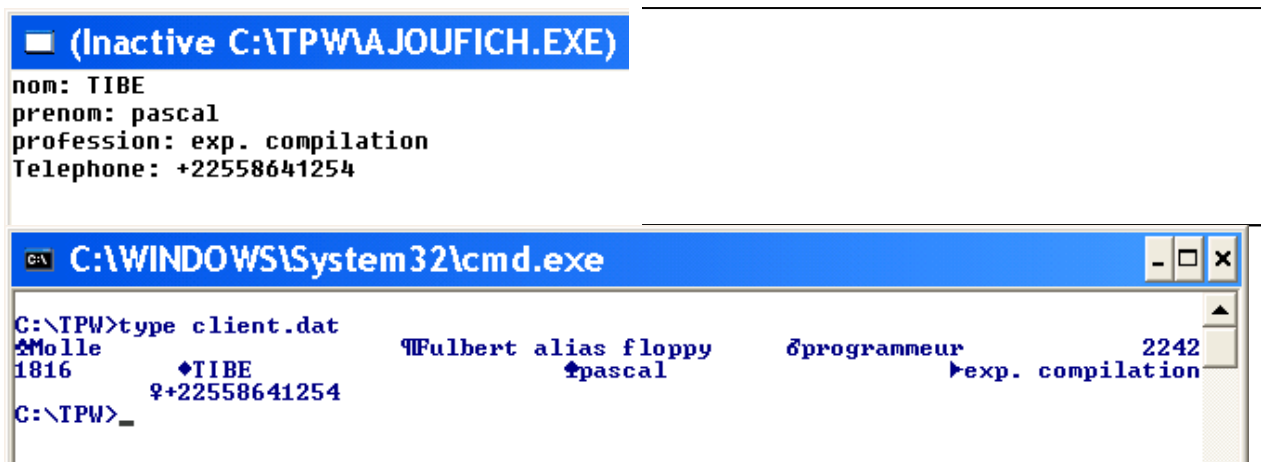 (Inactive C:\TPW\AJOUFICH.EXE)
nom: TIBE
prenom: pascal
profession: exp. compilation
Telephone: +22558641254
C:\WINDOWS\System32\cmd.exe
C:\TPW>type client.dat
♣Molle ¶Fulbert alias floppy ♂programmeur 2242
1816 ♦TIBE ♠pascal ►exp. compilation
♀+22558641254
C:\TPW>_